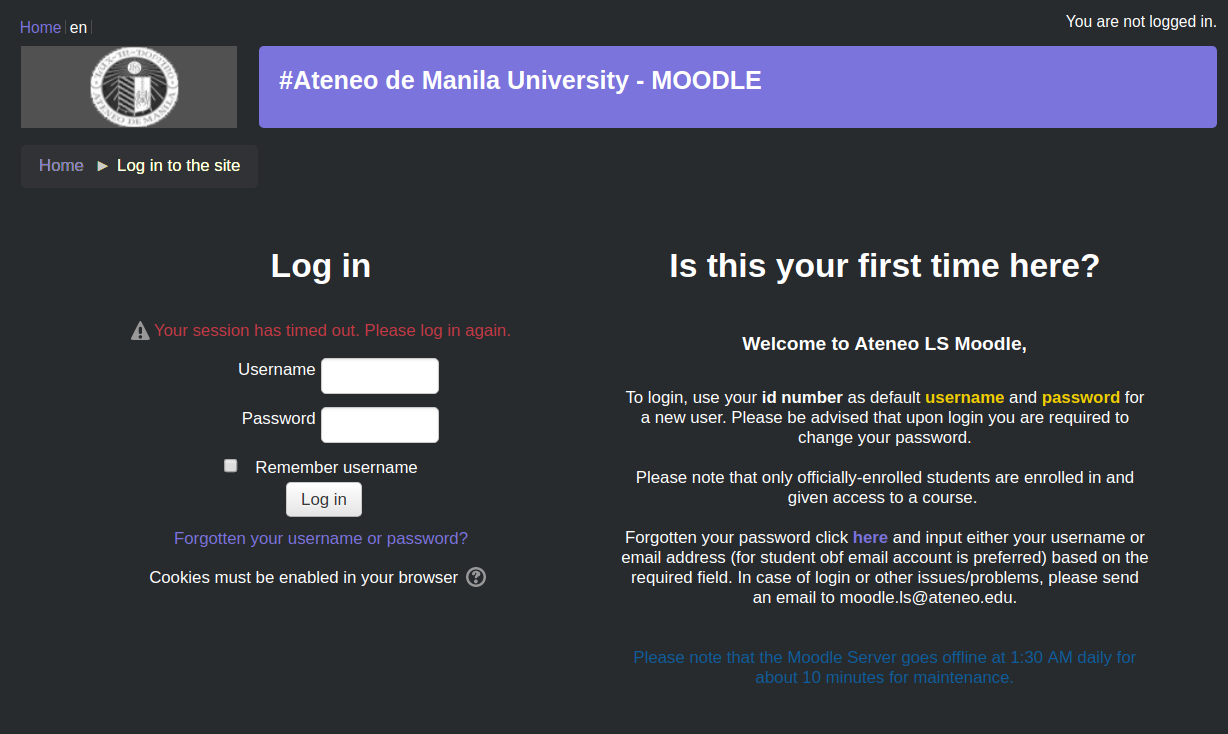 Home en
You are not logged in.
#Ateneo de Manila University - MOODLE
ATENEO DE MANILA
Home ► Log in to the site
Log in
Your session has timed out. Please log in again.
Username
Password
Remember username
Log in
Forgotten your username or password?
Cookies must be enabled in your browser
Is this your first time here?
Welcome to Ateneo LS Moodle,
To login, use your id number as default username and password for
a new user. Please be advised that upon login you are required to
change your password.
Please note that only officially-enrolled students are enrolled in and
given access to a course.
Forgotten your password click here and input either your username or
email address (for student obf email account is preferred) based on the
required field. In case of login or other issues/problems, please send
an email to moodle.ls@ateneo.edu.
Please note that the Moodle Server goes offline at 1:30 AM daily for
about 10 minutes for maintenance.